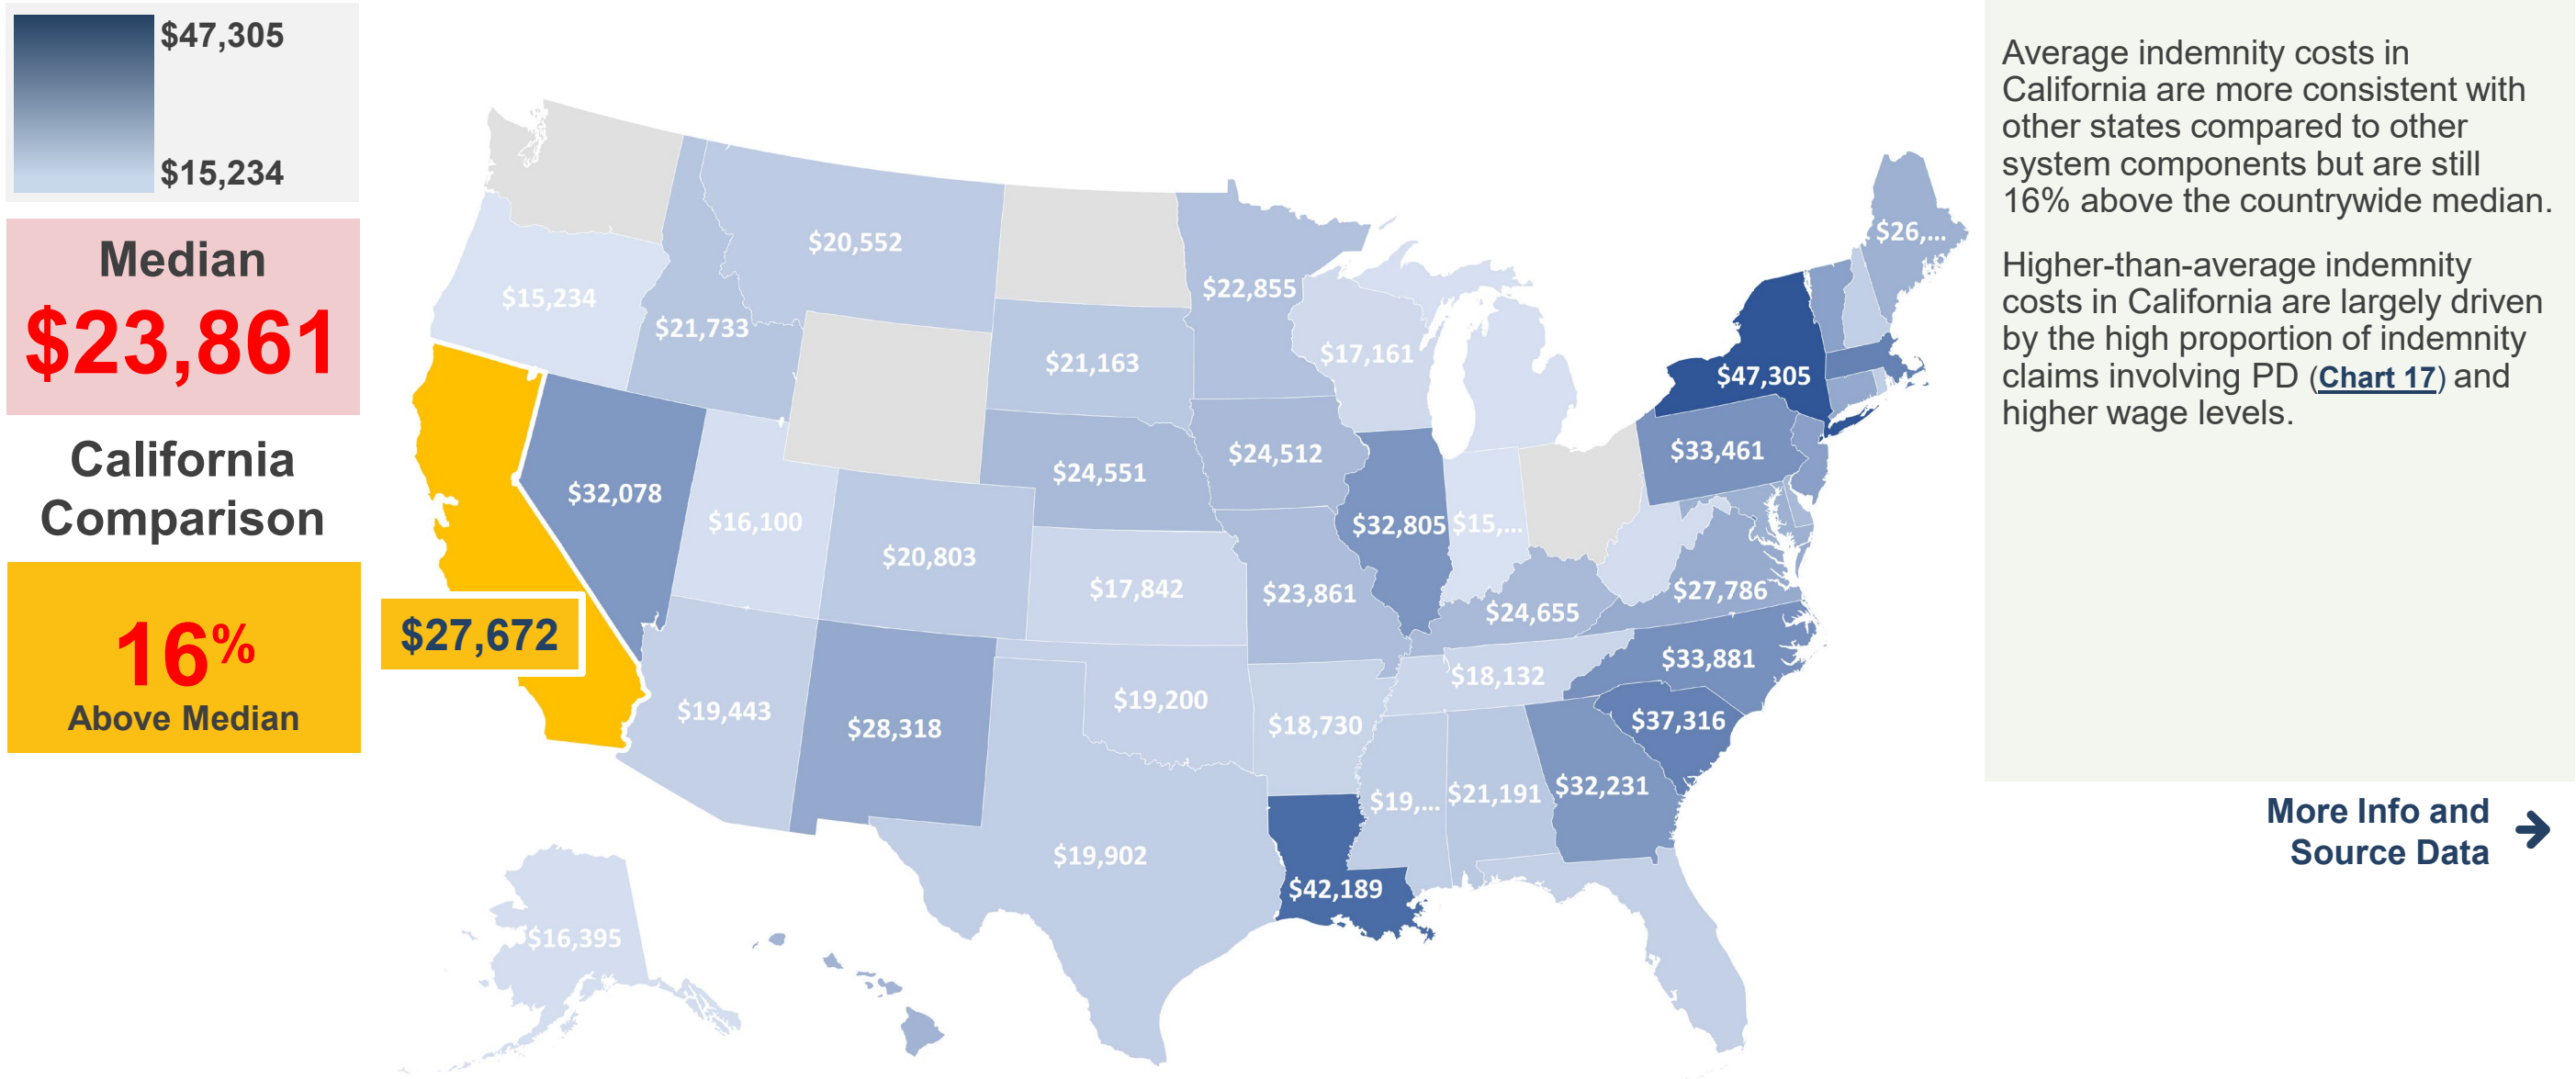 $47,305
$15,234
Median
$23,861
California
Comparison
16%
Above Median
$20,552
$15,234
$21,733
$22,855
$26,...
$21,163
$17,161
$47,305
$24,551
$24,512
$33,461
$32,078
$16,100
$20,803
$32,805
$15,...
$17,842
$23,861
$24,655
$27,786
$27,672
$19,443
$28,318
$19,200
$18,730
$18,132
$33,881
$37,316
$19,902
$19,...
$21,191
$32,231
$42,189
$16,395
Average indemnity costs in
California are more consistent with
other states compared to other
system components but are still
16% above the countrywide median.
Higher-than-average indemnity
costs in California are largely driven
by the high proportion of indemnity
claims involving PD (Chart 17) and
higher wage levels.
More Info and
Source Data